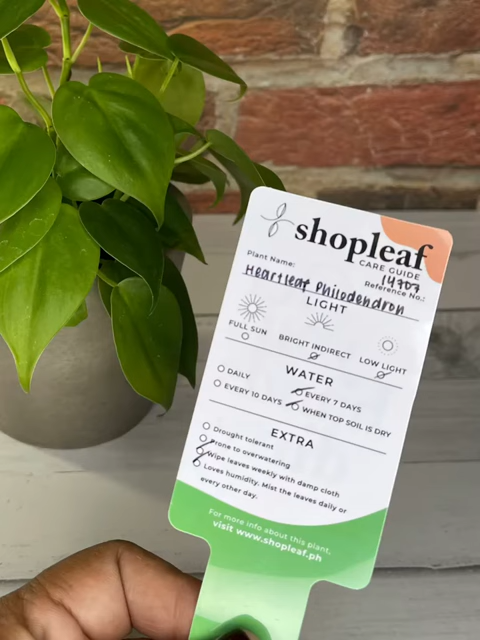 shopleaf
CARE GUIDE
14707
Reference No.:
Plant Name:
Heartleaf Philodendron
LIGHT
FULL SUN
BRIGHT INDIRECT
LOW LIGHT
WATER
DAILY
EVERY 7 DAYS
EVERY 10 DAYS
WHEN TOP SOIL IS DRY
EXTRA
Drought tolerant
Prone to overwatering
Wipe leaves weekly with damp cloth
Loves humidity. Mist the leaves daily or
every other day.
For more info about this plant,
visit www.shopleaf.ph